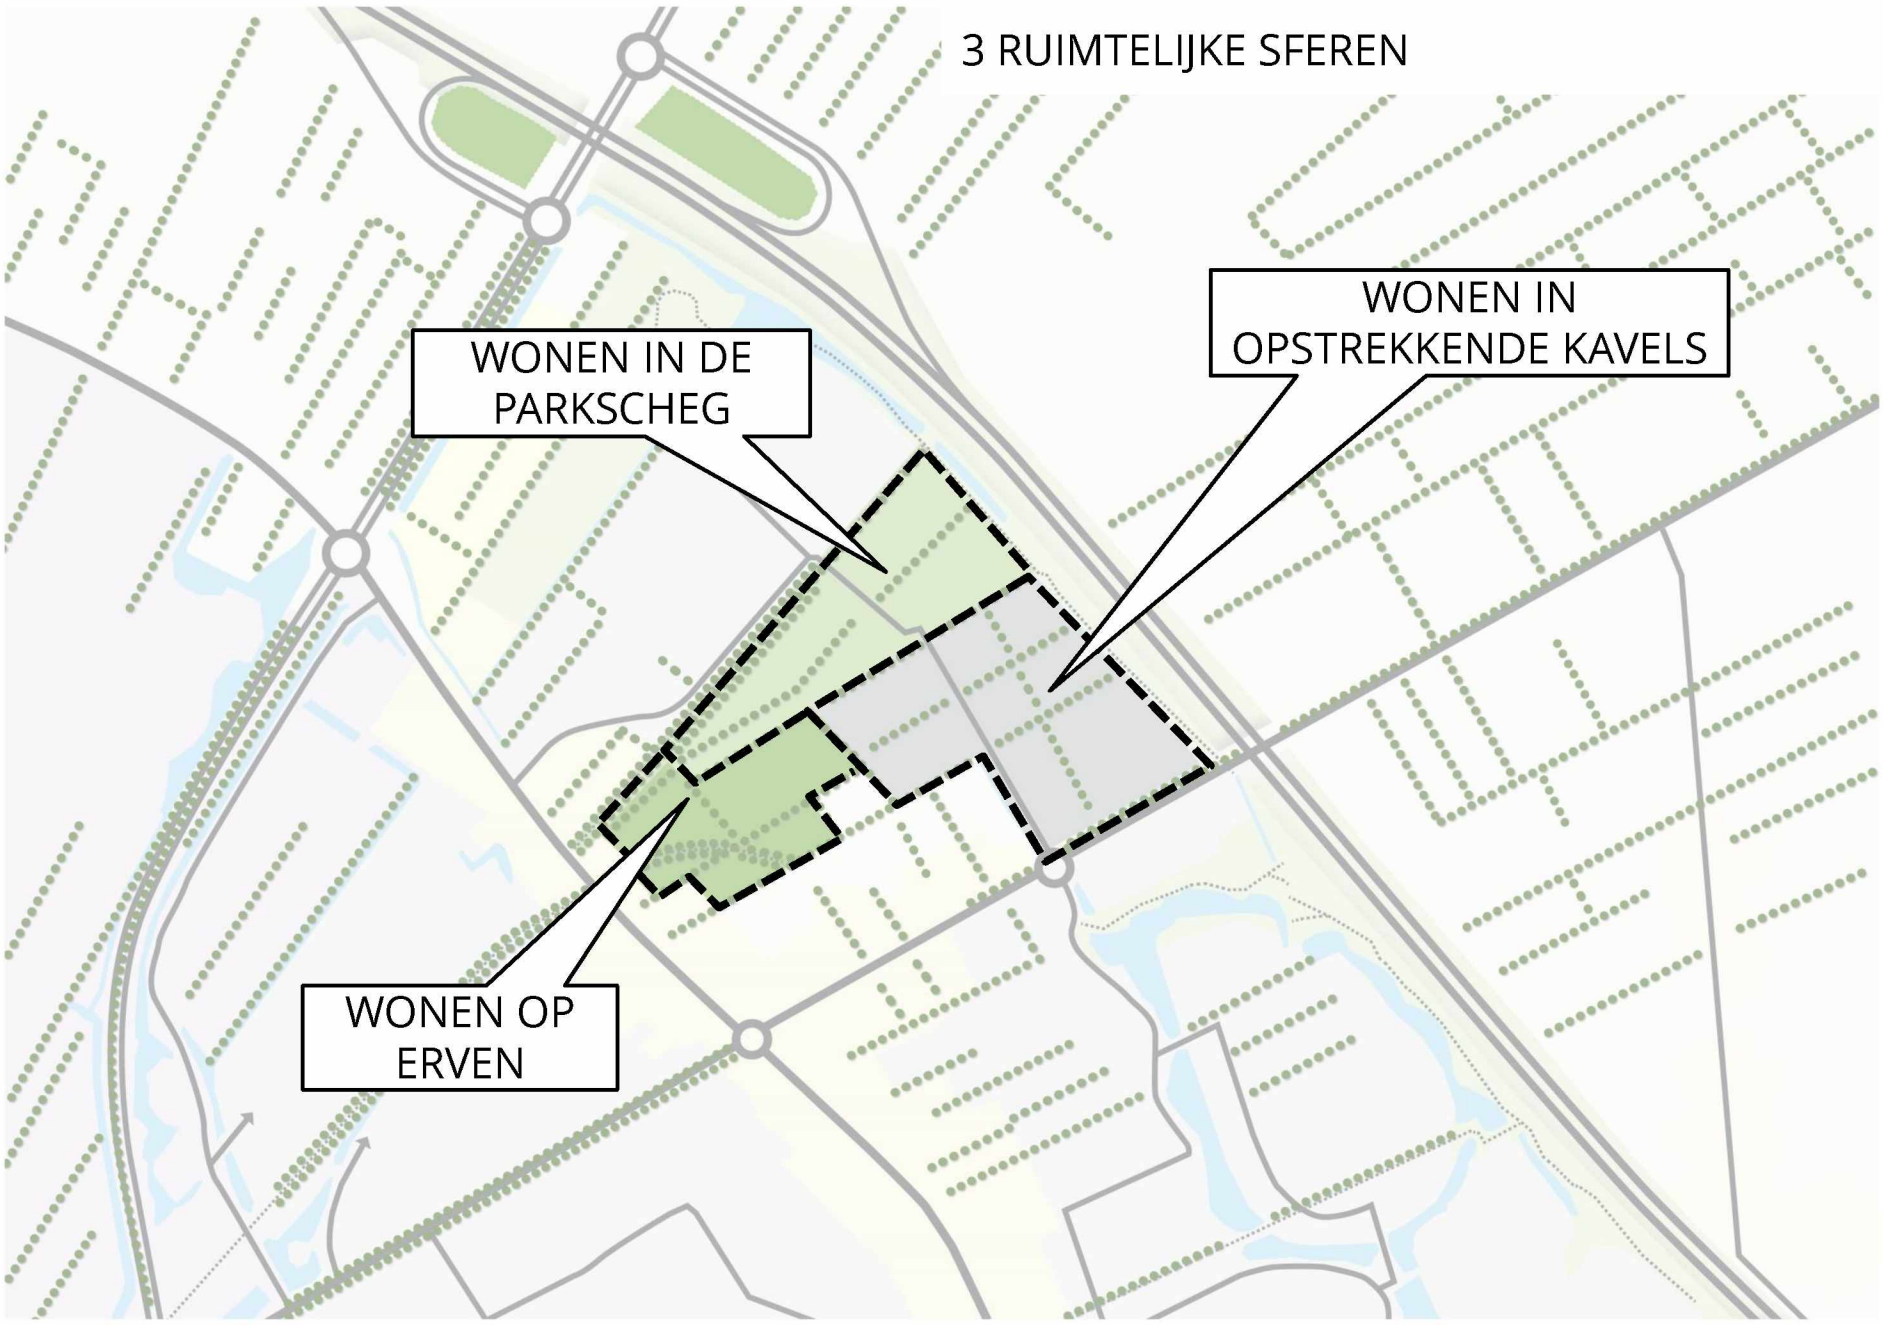 3 RUIMTELIJKE SFEREN
WONEN IN
OPSTREKKENDE KAVELS
WONEN IN DE
PARKSCHEG
WONEN OP
ERVEN